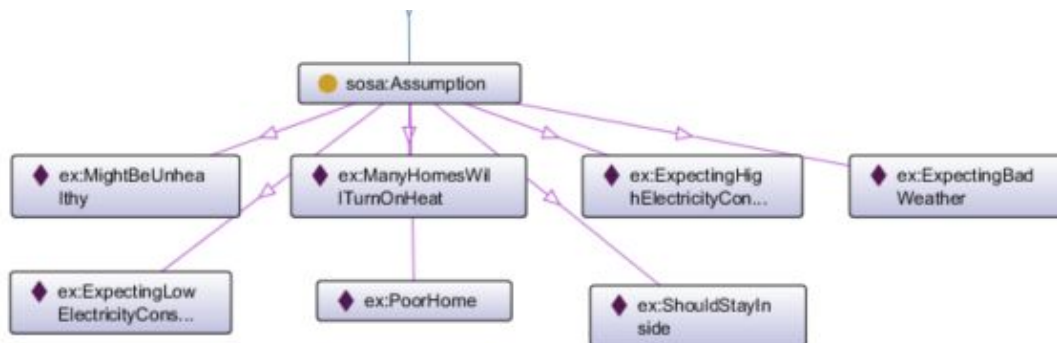 sosa:Assumption
ex:MightBeUnhea
lthy
ex:ManyHomesWil
lTurnOnHeat
ex:ExpectingHig
hElectricityCon...
ex:ExpectingBad
Weather
ex:ExpectingLow
ElectricityCons...
ex:PoorHome
ex:ShouldStayIn
side